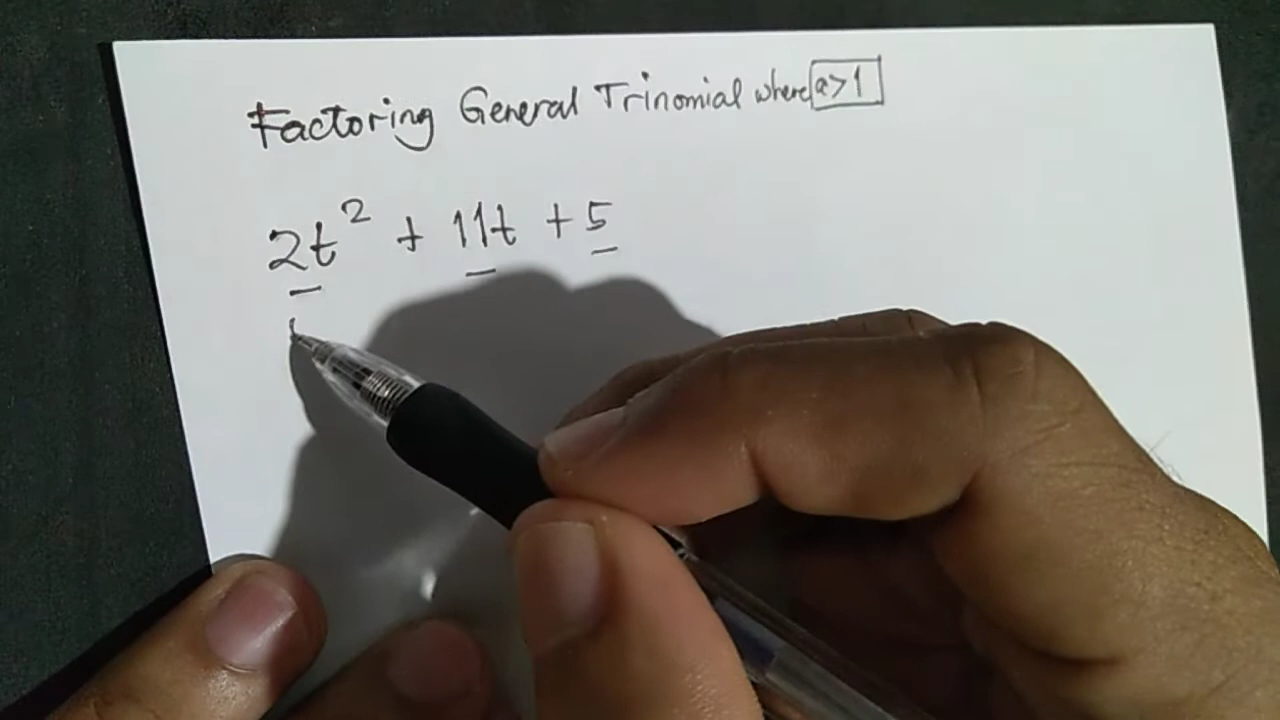 Factoring General Trinomial where a>1
2t² + 11t + 5